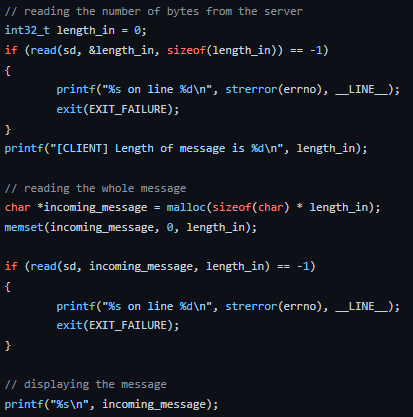 // reading the number of bytes from the server
int32_t length_in = 0;
if (read(sd, &length_in, sizeof(length_in)) == -1)
{
        printf("%s on line %d\n", strerror(errno), __LINE__);
        exit(EXIT_FAILURE);
}
printf("[CLIENT] Length of message is %d\n", length_in);

// reading the whole message
char *incoming_message = malloc(sizeof(char) * length_in);
memset(incoming_message, 0, length_in);

if (read(sd, incoming_message, length_in) == -1)
{
        printf("%s on line %d\n", strerror(errno), __LINE__);
        exit(EXIT_FAILURE);
}

// displaying the message
printf("%s\n", incoming_message);